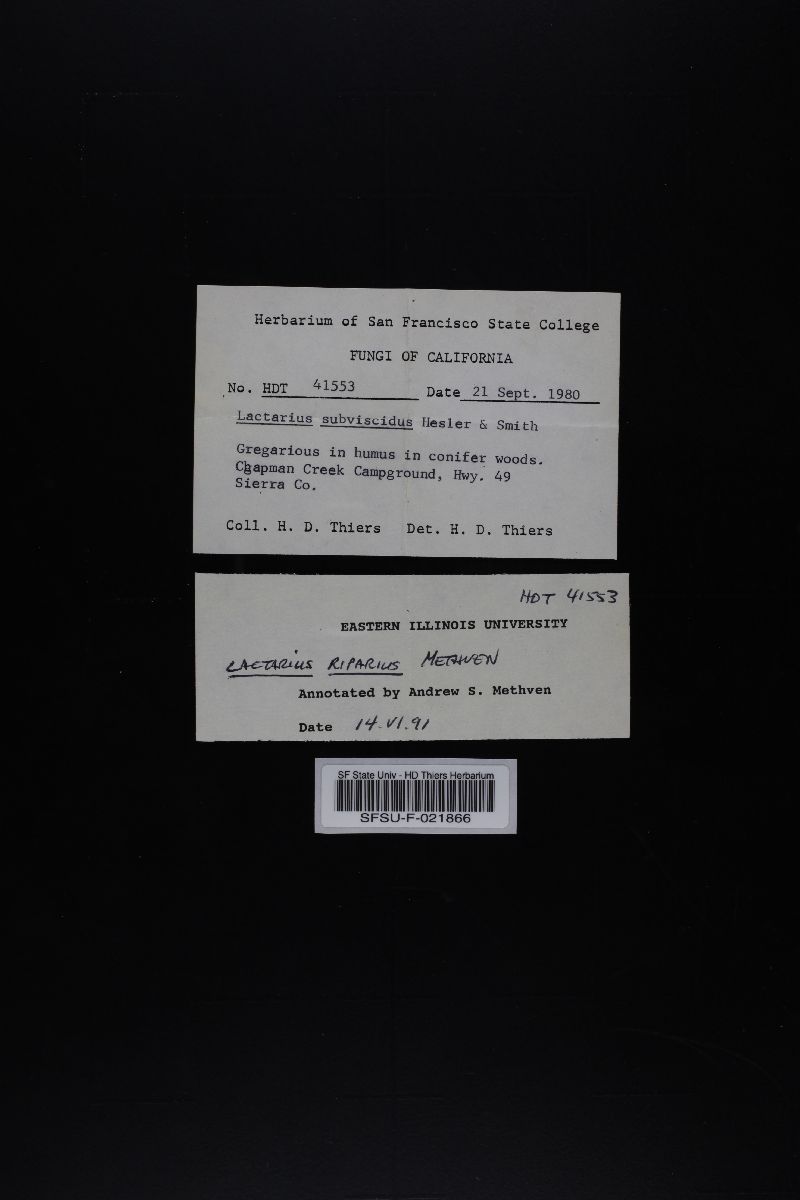 Herbarium of San Francisco State College
FUNGI OF CALIFORNIA
No. HDT 41553 Date 21 Sept. 1980
Lactarius subviscidus Hesler & Smith
Gregarious in humus in conifer woods.
Chapman Creek Campground, Hwy. 49
Sierra Co.
Coll. H. D. Thiers Det. H. D. Thiers
HDT 41553
EASTERN ILLINOIS UNIVERSITY
LACTARIUS RIPARIUS METHVEN
Annotated by Andrew S. Methven
Date 14.VI.91
SF State Univ - HD Thiers Herbarium
SFSU-F-021866